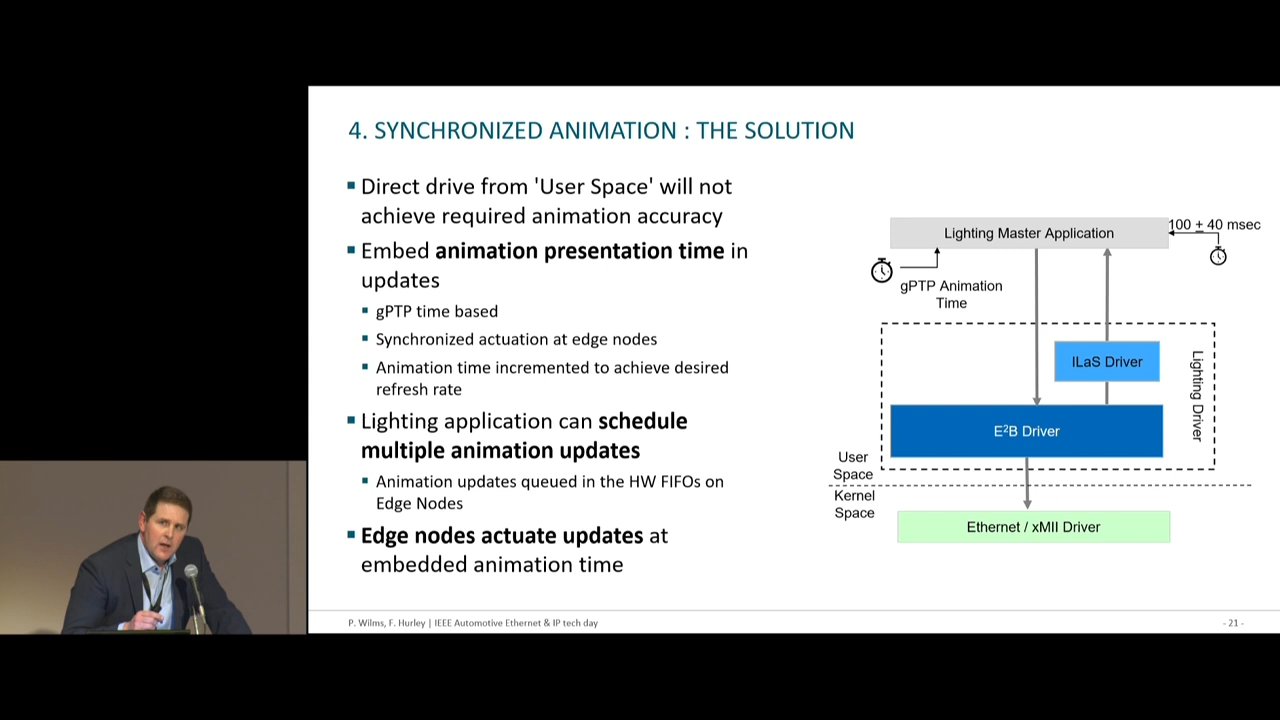 4. SYNCHRONIZED ANIMATION : THE SOLUTION
▪ Direct drive from 'User Space' will not
achieve required animation accuracy
▪ Embed animation presentation time in
updates
▪ gPTP time based
▪ Synchronized actuation at edge nodes
▪ Animation time incremented to achieve desired
refresh rate
▪ Lighting application can schedule
multiple animation updates
▪ Animation updates queued in the HW FIFOs on
Edge Nodes
▪ Edge nodes actuate updates at
embedded animation time
Lighting Master Application
100 ± 40 msec
gPTP Animation
Time
ILaS Driver
Lighting Driver
E²B Driver
User
Space
Kernel
Space
Ethernet / xMII Driver
P. Wilms, F. Hurley | IEEE Automotive Ethernet & IP tech day
- 21 -